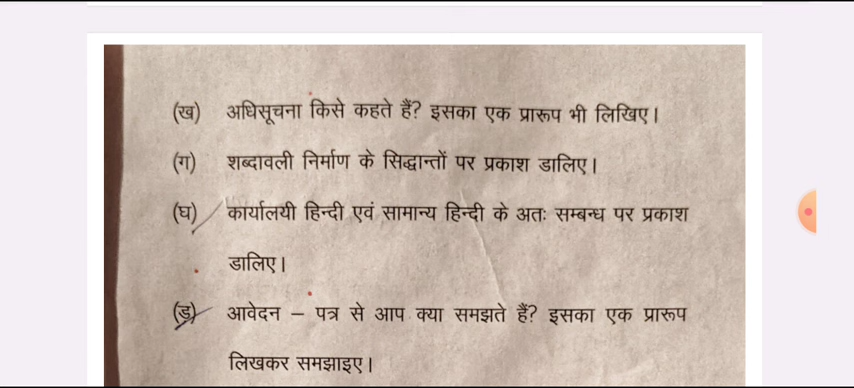 (ख) अधिसूचना किसे कहते हैं? इसका एक प्रारूप भी लिखिए।
(ग) शब्दावली निर्माण के सिद्धान्तों पर प्रकाश डालिए।
(घ) कार्यालयी हिन्दी एवं सामान्य हिन्दी के अतः सम्बन्ध पर प्रकाश
डालिए।
(ड) आवेदन – पत्र से आप क्या समझते हैं? इसका एक प्रारूप
लिखकर समझाइए।